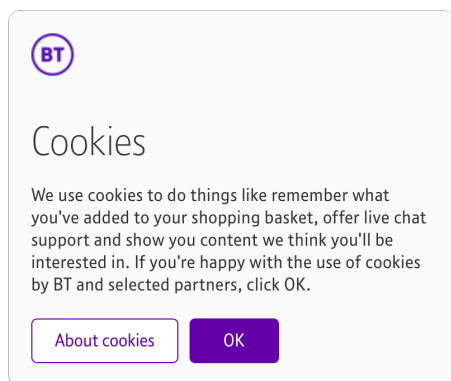 BT
Cookies
We use cookies to do things like remember what
you've added to your shopping basket, offer live chat
support and show you content we think you'll be
interested in. If you're happy with the use of cookies
by BT and selected partners, click OK.
About cookies OK